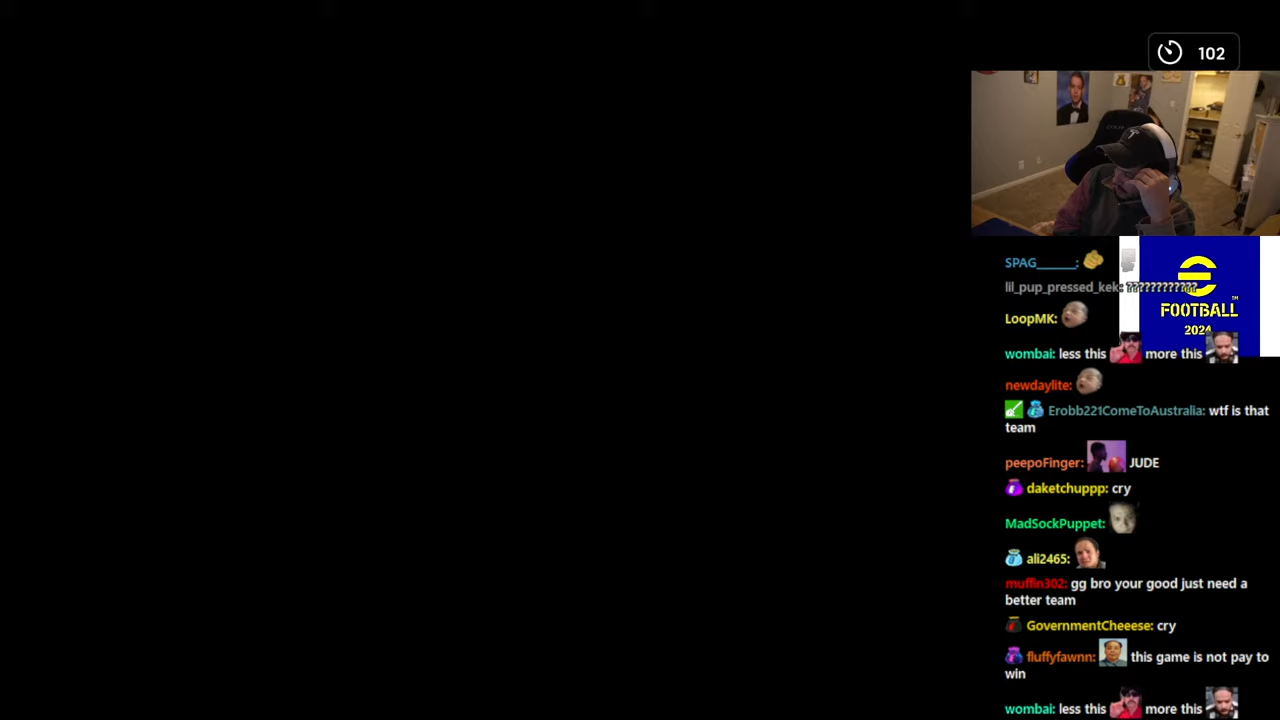 102
SPAG______:
lil_pup_pressed_kek: ????????????
LoopMK:
FOOTBALL™
2024
wombai: less this more this
newdaylite:
Erobb221ComeToAustralia: wtf is that
team
peepoFinger: JUDE
daketchuppp: cry
MadSockPuppet:
ali2465:
muffin302: gg bro your good just need a
better team
GovernmentCheeese: cry
fluffyfawnn: this game is not pay to
win
wombai: less this more this